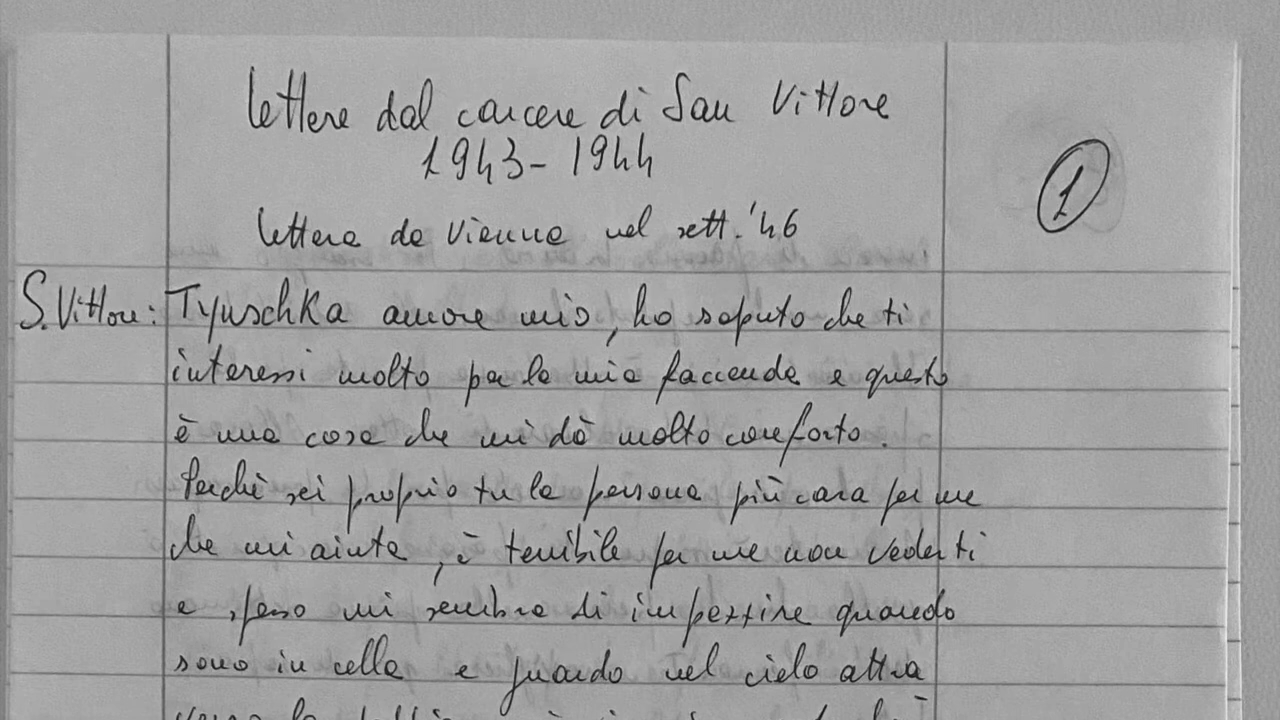 lettere dal carcere di San Vittore
1943-1944
①
lettera da Vienna nel sett. '46
S. Vittore: Tyuschka amore mio, ho saputo che ti
interessi molto per le mie faccende e questo
è una cosa che mi dà molto conforto.
Perchè sei proprio tu la persona più cara per me
che mi aiuta, è terribile per me non vederti
e spesso mi sembra di impazzire quando
sono in cella e guardo nel cielo attra